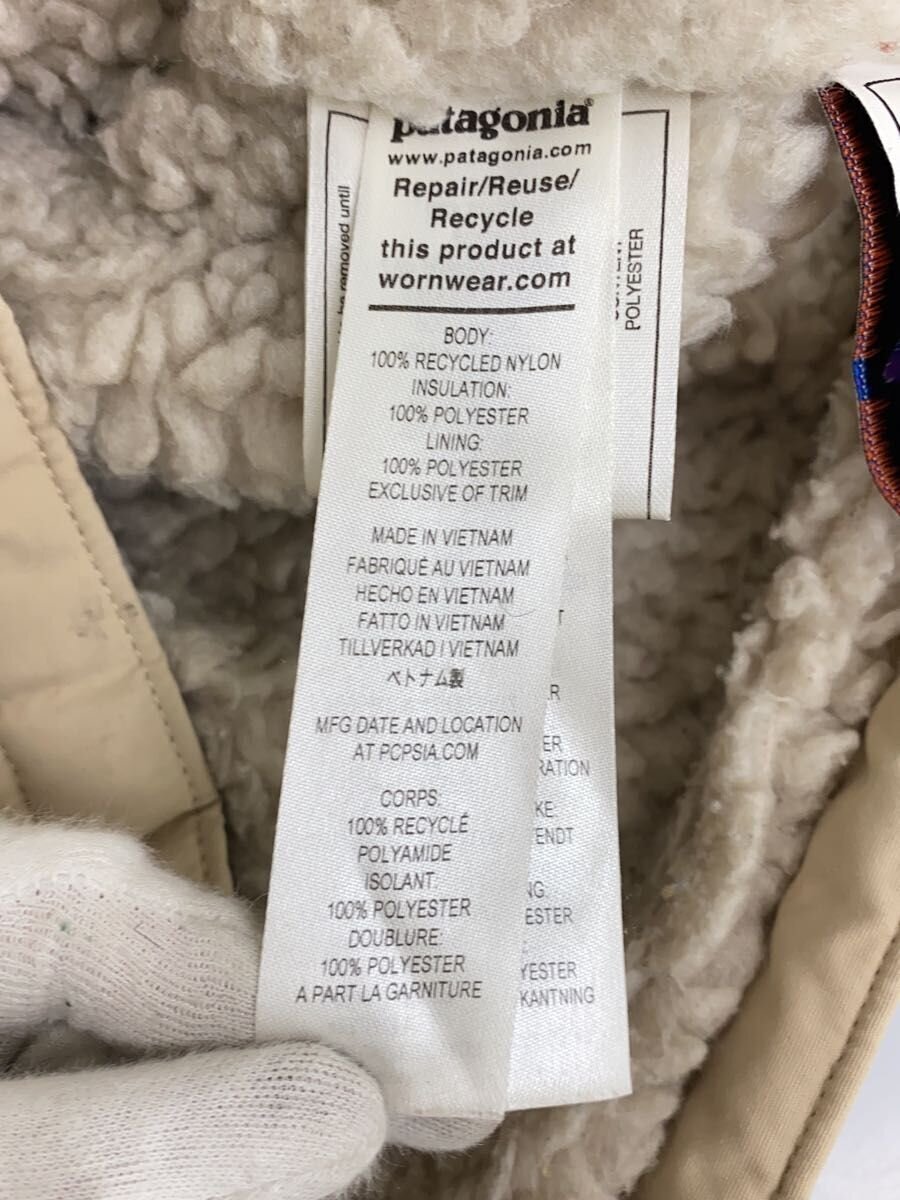 patagonia®
www.patagonia.com
Repair/Reuse/
Recycle
this product at
wornwear.com
BODY:
100% RECYCLED NYLON
INSULATION:
100% POLYESTER
LINING:
100% POLYESTER
EXCLUSIVE OF TRIM
MADE IN VIETNAM
FABRIQUÉ AU VIETNAM
HECHO EN VIETNAM
FATTO IN VIETNAM
TILLVERKAD I VIETNAM
ベトナム製
MFG DATE AND LOCATION
AT PCPSIA.COM
CORPS:
100% RECYCLÉ
POLYAMIDE
ISOLANT:
100% POLYESTER
DOUBLURE:
100% POLYESTER
A PART LA GARNITURE
be removed until
POLYESTER